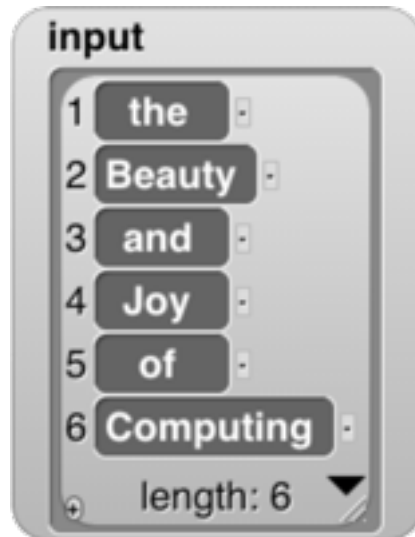 input
1 the
2 Beauty
3 and
4 Joy
5 of
6 Computing
length: 6